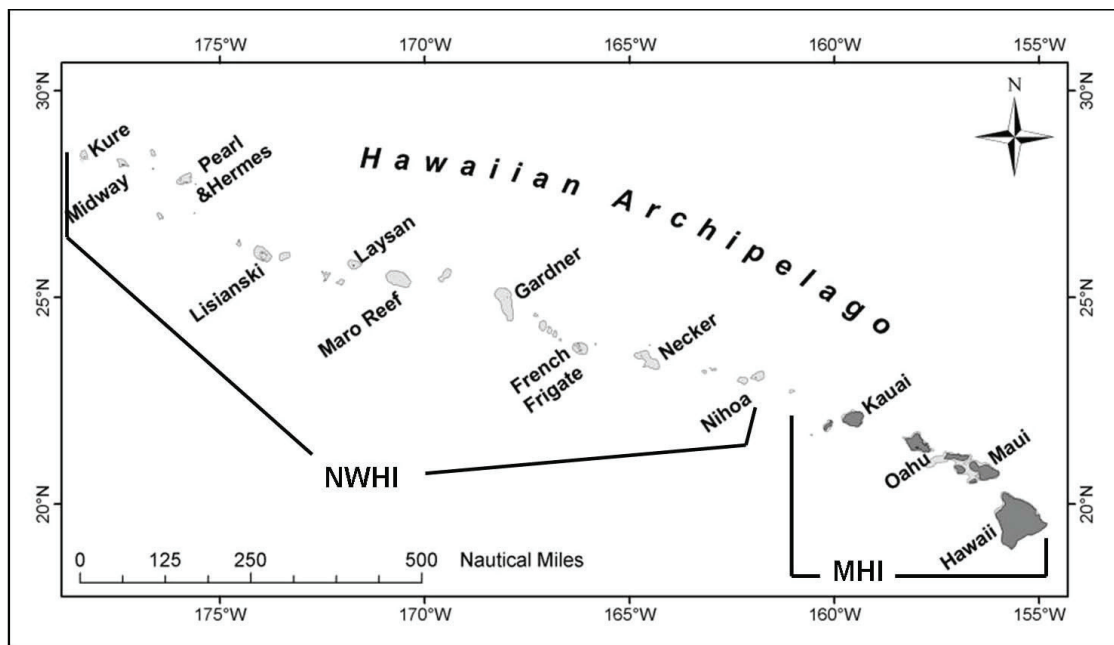 175°W 170°W 165°W 160°W 155°W
30°N 30°N
N
Hawaiian Archipelago
Kure
Pearl
&Hermes
Midway
Laysan
Lisianski
25°N 25°N
Gardner
Maro Reef
Necker
French
Frigate
Nihoa
Kauai
Oahu
Maui
20°N 20°N
NWHI
Hawaii
0 125 250 500 Nautical Miles
MHI
175°W 170°W 165°W 160°W 155°W